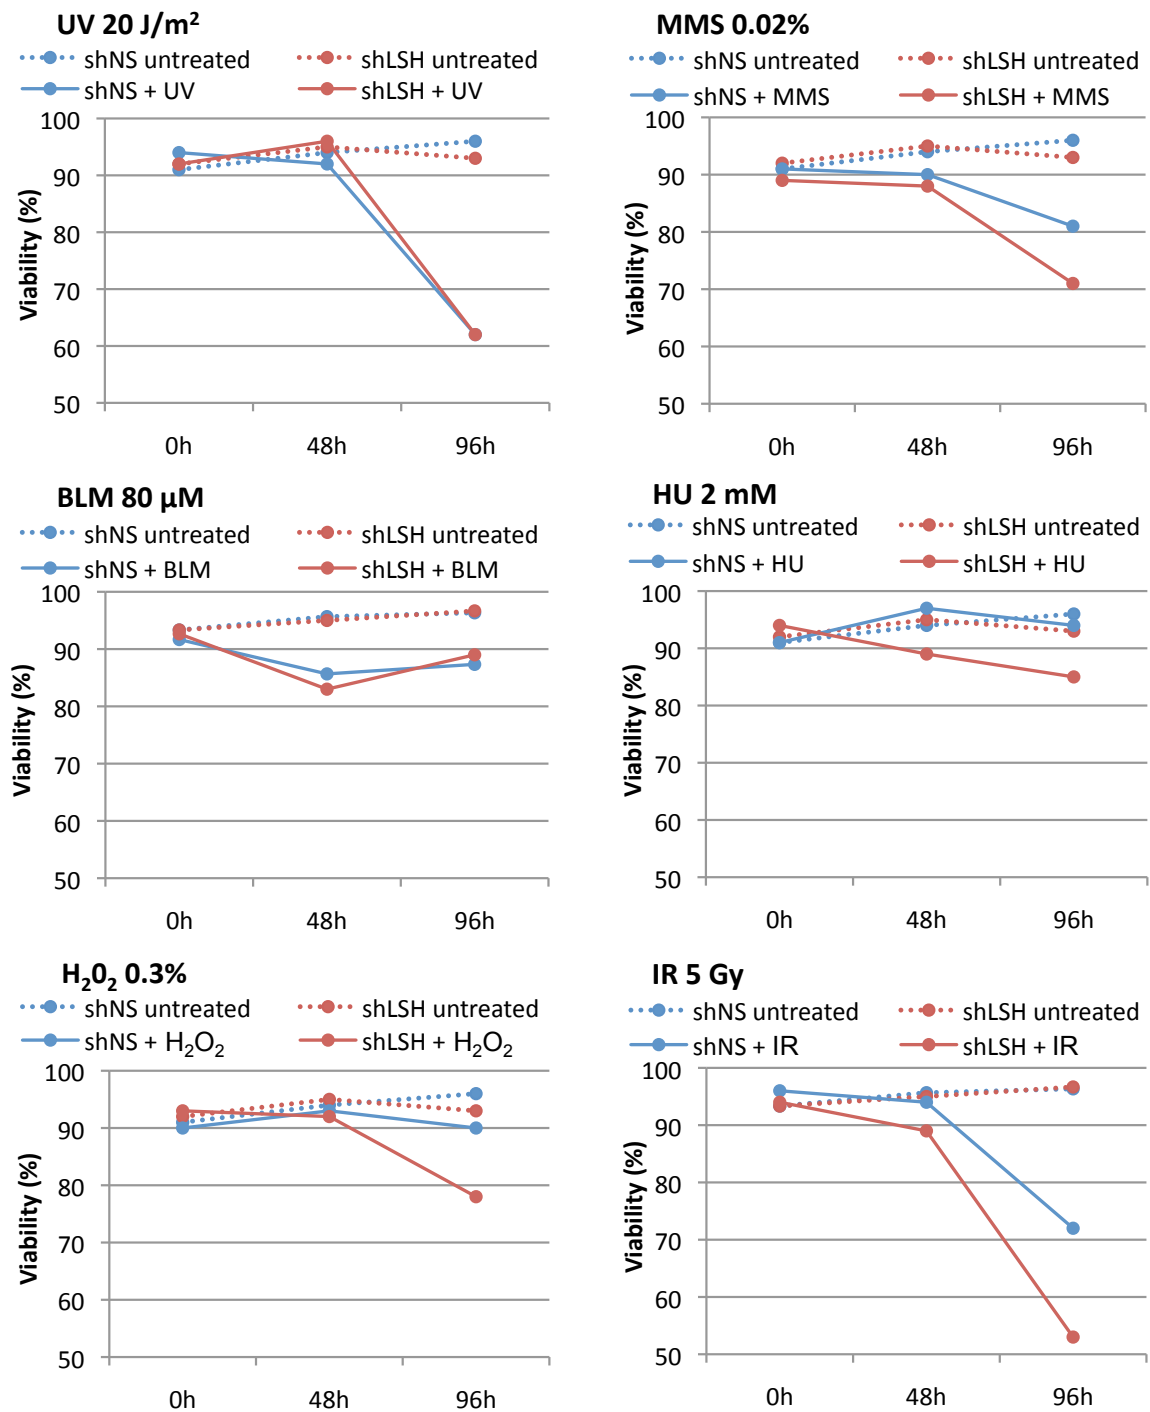 UV 20 J/m²
shNS untreated shLSH untreated
shNS + UV shLSH + UV
100
90
80
70
60
50
Viability (%)
0h 48h 96h
MMS 0.02%
shNS untreated shLSH untreated
shNS + MMS shLSH + MMS
100
90
80
70
60
50
Viability (%)
0h 48h 96h
BLM 80 μM
shNS untreated shLSH untreated
shNS + BLM shLSH + BLM
100
90
80
70
60
50
Viability (%)
0h 48h 96h
HU 2 mM
shNS untreated shLSH untreated
shNS + HU shLSH + HU
100
90
80
70
60
50
Viability (%)
0h 48h 96h
H₂0₂ 0.3%
shNS untreated shLSH untreated
shNS + H₂O₂ shLSH + H₂O₂
100
90
80
70
60
50
Viability (%)
0h 48h 96h
IR 5 Gy
shNS untreated shLSH untreated
shNS + IR shLSH + IR
100
90
80
70
60
50
Viability (%)
0h 48h 96h